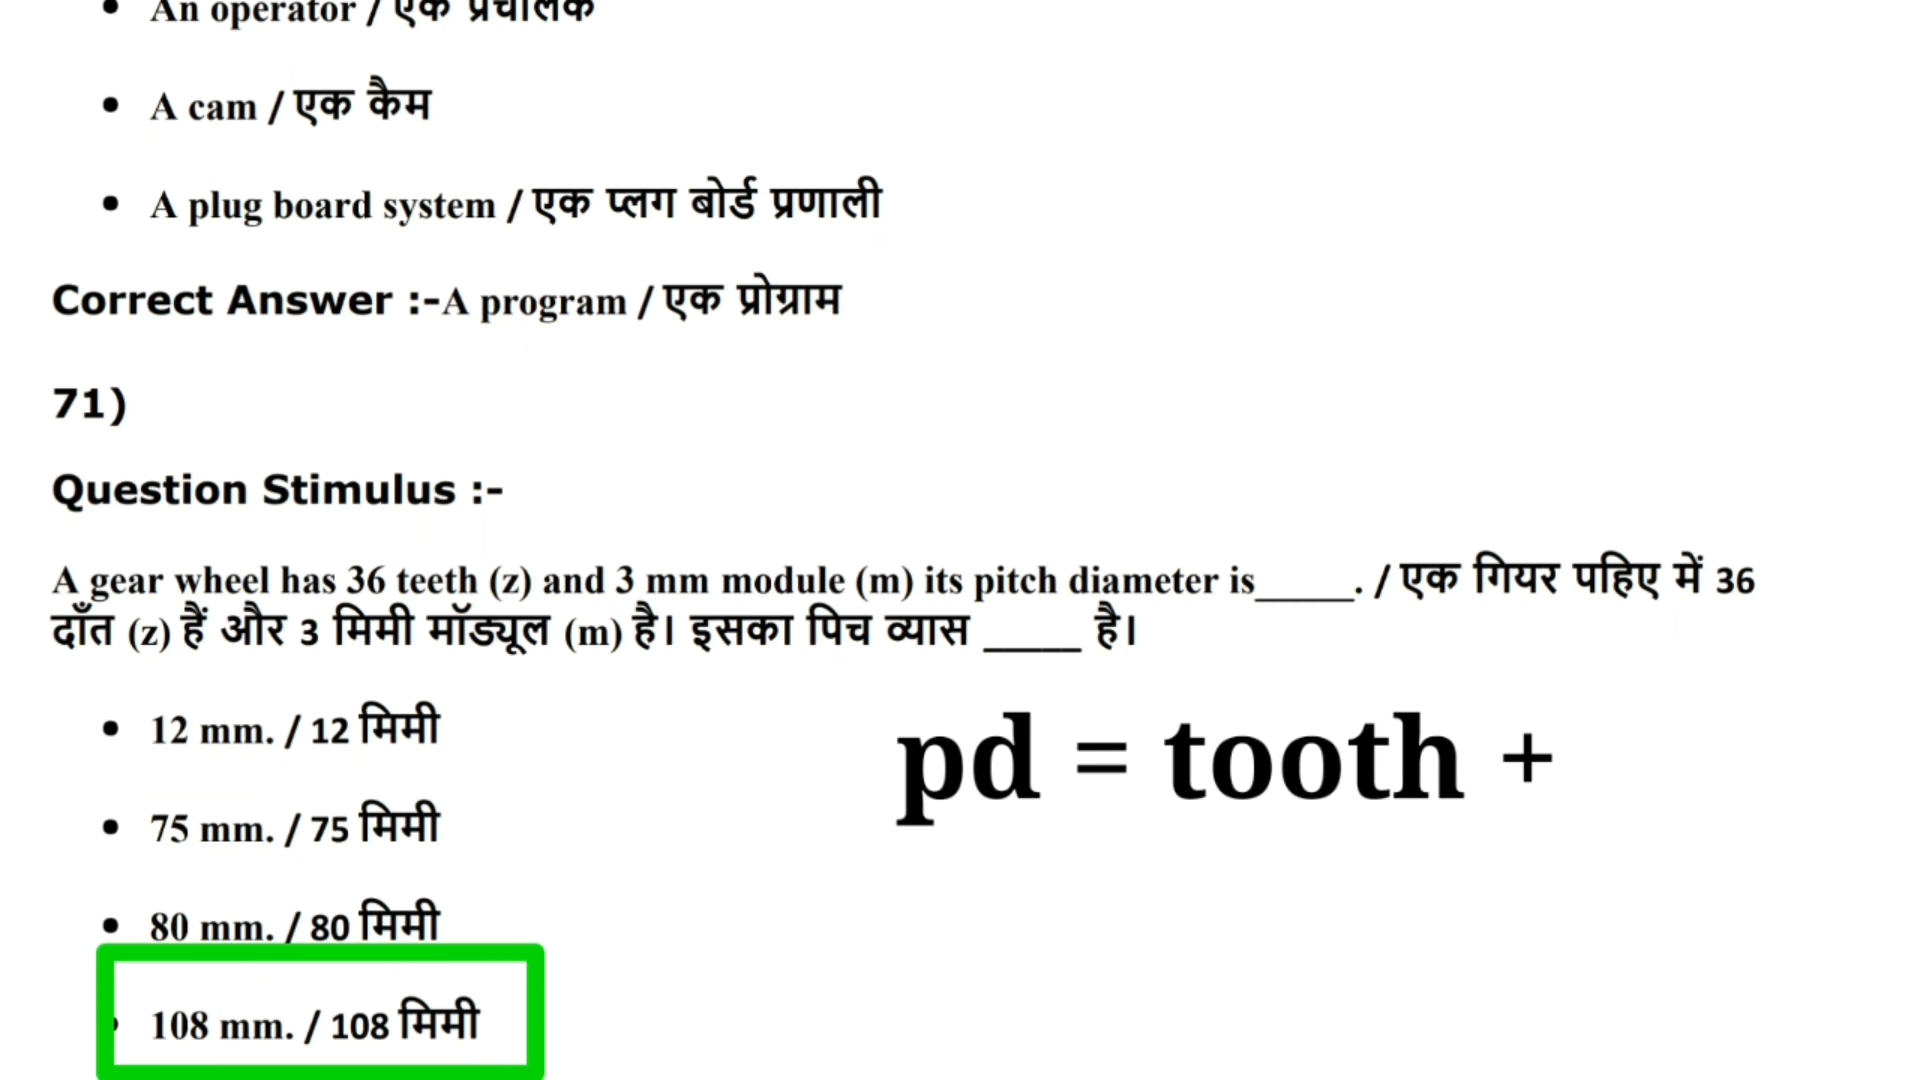 An operator / एक प्रचालक
A cam / एक कैम
A plug board system / एक प्लग बोर्ड प्रणाली
Correct Answer :-A program / एक प्रोग्राम
71)
Question Stimulus :-
A gear wheel has 36 teeth (z) and 3 mm module (m) its pitch diameter is_____. / एक गियर पहिए में 36
दाँत (z) हैं और 3 मिमी मॉड्यूल (m) है। इसका पिच व्यास _____ है।
12 mm. / 12 मिमी
pd = tooth +
75 mm. / 75 मिमी
80 mm. / 80 मिमी
108 mm. / 108 मिमी